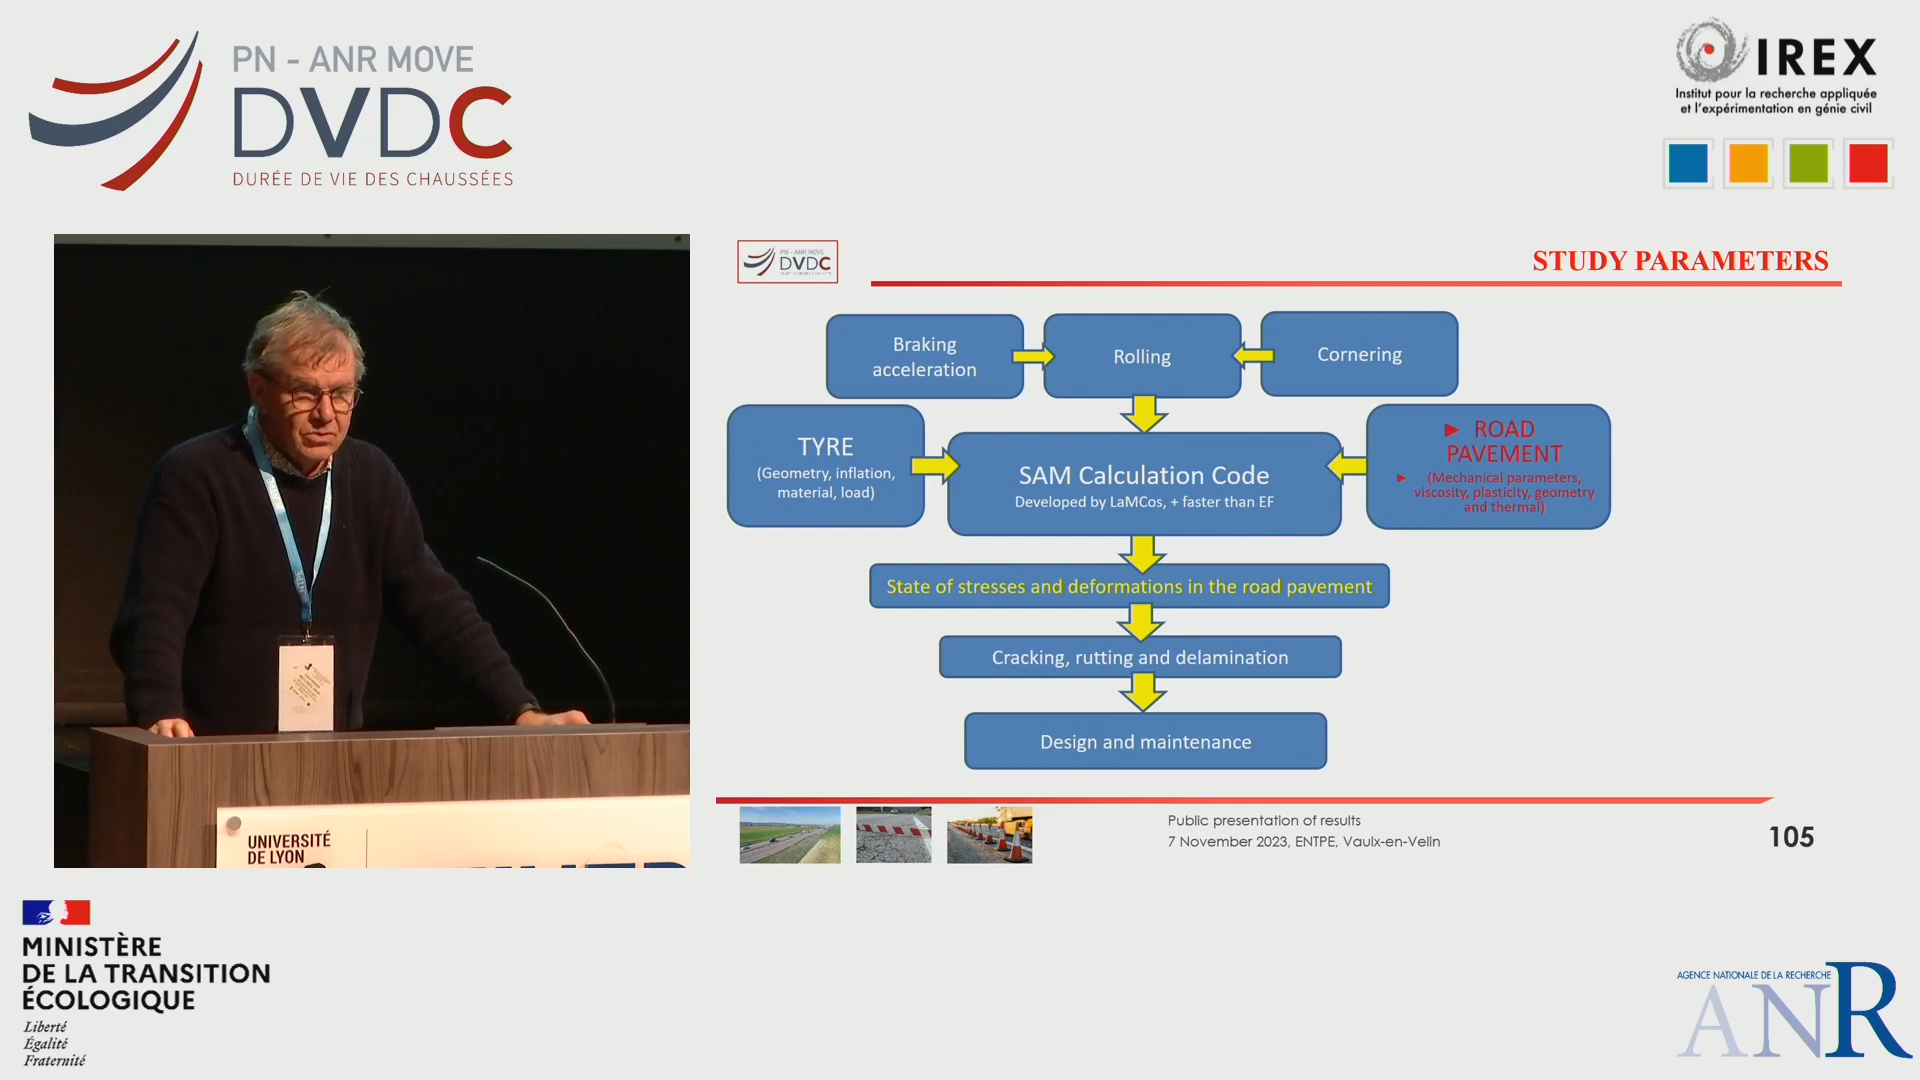 PN - ANR MOVE
DVDC
DURÉE DE VIE DES CHAUSSÉES
IREX
Institut pour la recherche appliquée
et l'expérimentation en génie civil
PN - ANR MOVE
DVDC
STUDY PARAMETERS
Braking
acceleration
Rolling
Cornering
TYRE
(Geometry, inflation,
material, load)
SAM Calculation Code
Developed by LaMCos, + faster than EF
► ROAD
PAVEMENT
► (Mechanical parameters,
viscosity, plasticity, geometry
and thermal)
State of stresses and deformations in the road pavement
Cracking, rutting and delamination
Design and maintenance
Public presentation of results
7 November 2023, ENTPE, Vaulx-en-Velin
105
ENTPE
UNIVERSITÉ
DE LYON
MINISTÈRE
DE LA TRANSITION
ÉCOLOGIQUE
Liberté
Égalité
Fraternité
AGENCE NATIONALE DE LA RECHERCHE
ANR